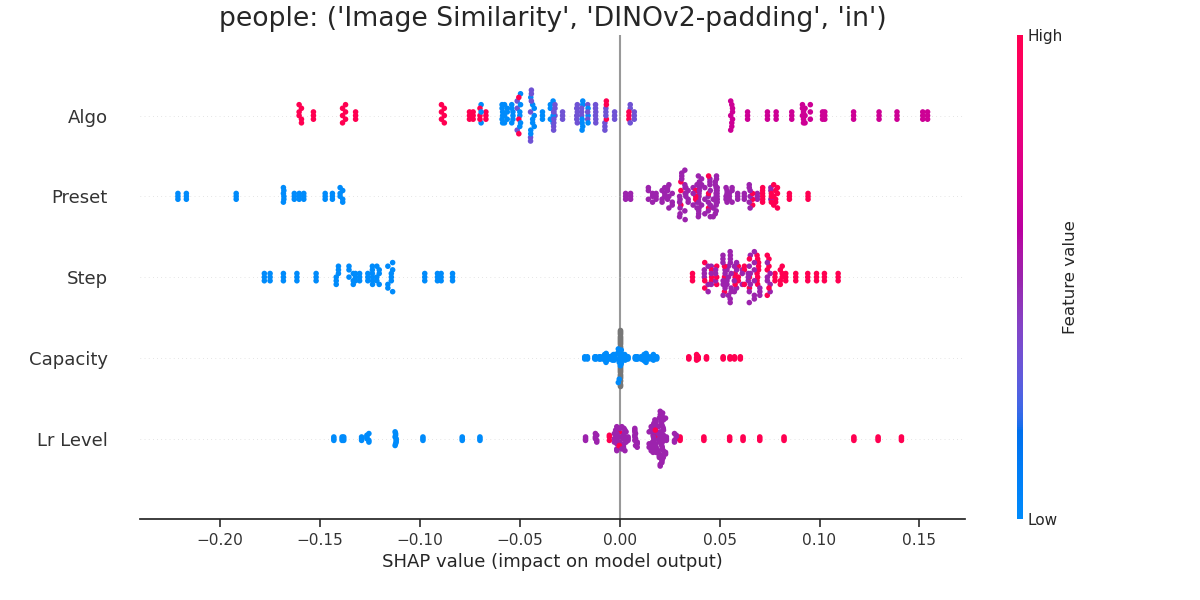 people: ('Image Similarity', 'DINOv2-padding', 'in')
High
Algo
Preset
Step
Capacity
Lr Level
Feature value
Low
−0.20
−0.15
−0.10
−0.05
0.00
0.05
0.10
0.15
SHAP value (impact on model output)